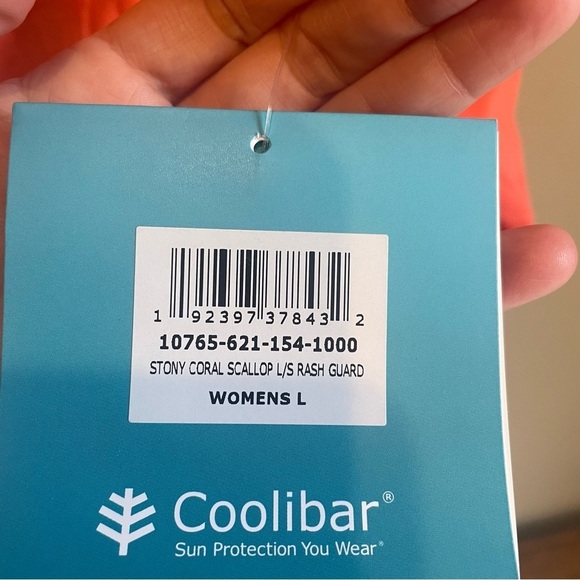 1 92397 37843 2
10765-621-154-1000
STONY CORAL SCALLOP L/S RASH GUARD
WOMENS L
Coolibar®
Sun Protection You Wear®